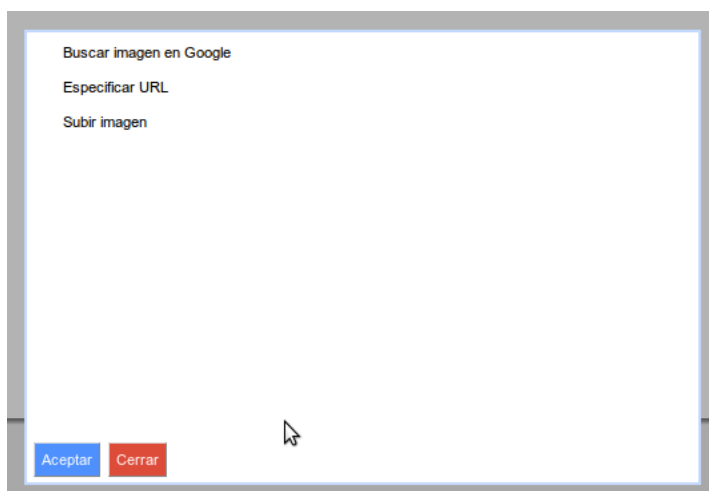 Buscar imagen en Google
Especificar URL
Subir imagen
Aceptar Cerrar